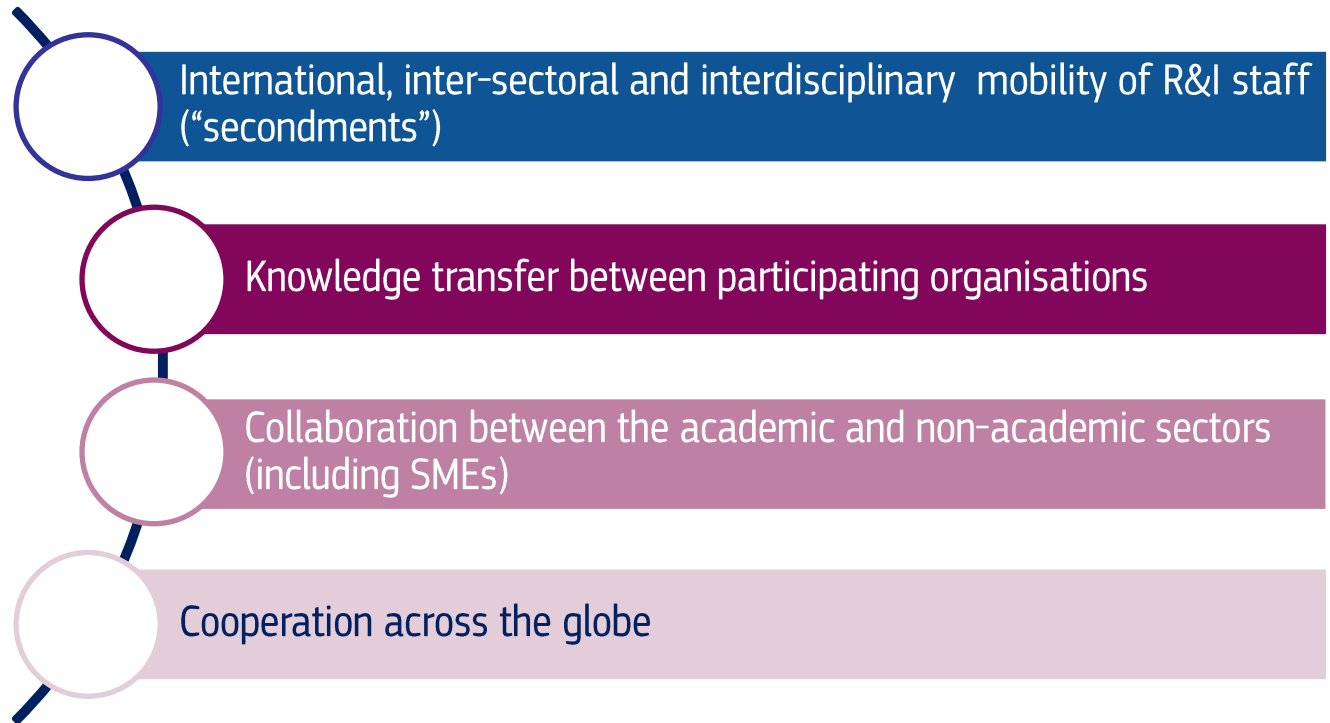 International, inter-sectoral and interdisciplinary  mobility of R&I staff
(“secondments”)
Knowledge transfer between participating organisations
Collaboration between the academic and non-academic sectors
(including SMEs)
Cooperation across the globe